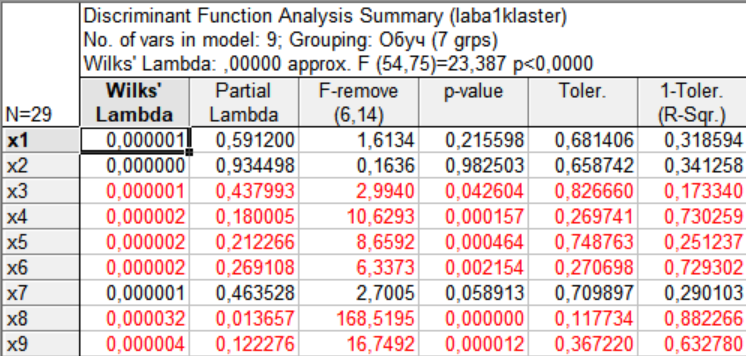 Discriminant Function Analysis Summary (laba1klaster)
No. of vars in model: 9; Grouping: Обуч (7 grps)
Wilks' Lambda: ,00000 approx. F (54,75)=23,387 p<0,0000
N=29 Wilks' Lambda Partial Lambda F-remove (6,14) p-value Toler. 1-Toler. (R-Sqr.)
x1 0,000001 0,591200 1,6134 0,215598 0,681406 0,318594
x2 0,000000 0,934498 0,1636 0,982503 0,658742 0,341258
x3 0,000001 0,437993 2,9940 0,042604 0,826660 0,173340
x4 0,000002 0,180005 10,6293 0,000157 0,269741 0,730259
x5 0,000002 0,212266 8,6592 0,000464 0,748763 0,251237
x6 0,000002 0,269108 6,3373 0,002154 0,270698 0,729302
x7 0,000001 0,463528 2,7005 0,058913 0,709897 0,290103
x8 0,000032 0,013657 168,5195 0,000000 0,117734 0,882266
x9 0,000004 0,122276 16,7492 0,000012 0,367220 0,632780